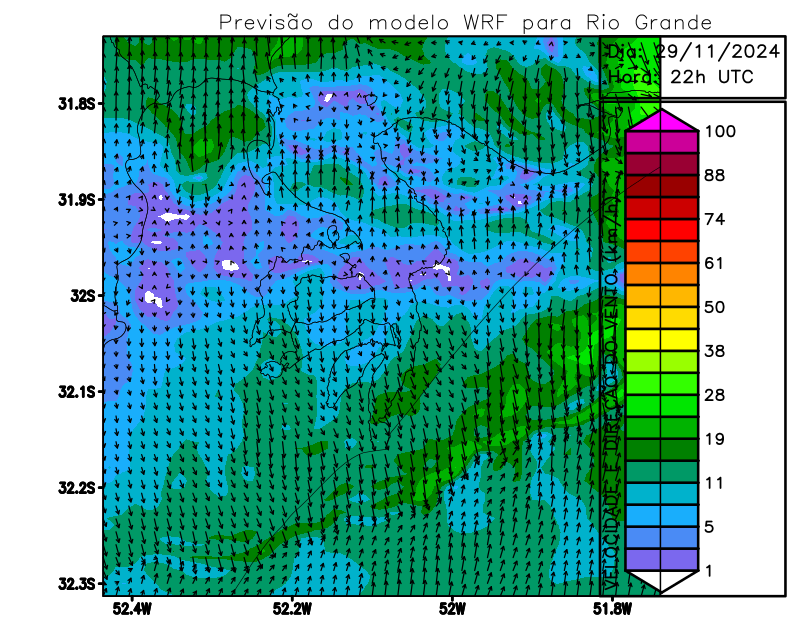 Previsão do modelo WRF para Rio Grande
Dia: 29/11/2024
Hora: 22h UTC
31.8S
31.9S
32S
32.1S
32.2S
32.3S
52.4W
52.2W
52W
51.8W
VELOCIDADE E DIREÇÃO DO VENTO (km/h)
100
88
74
61
50
38
28
19
11
5
1